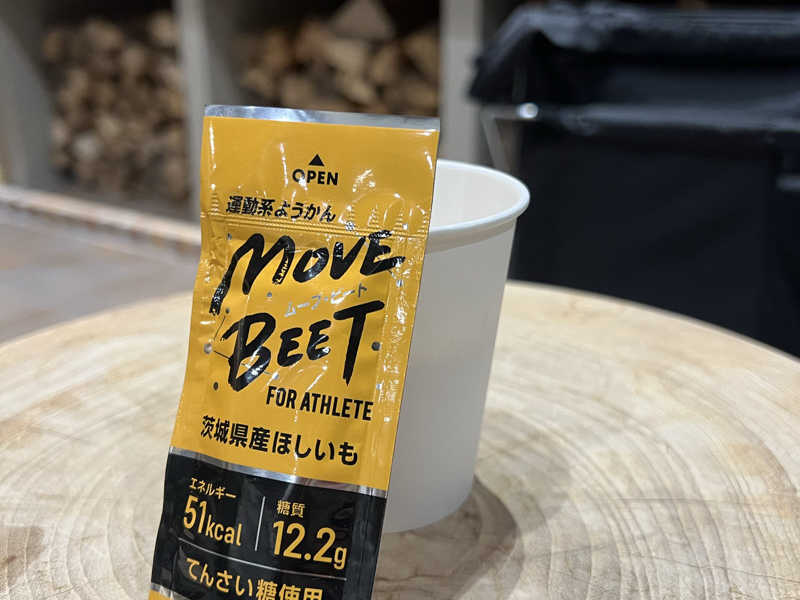 OPEN
運動系ようかん
MOVE
ムーブ・ビート
BEET
FOR ATHLETE
茨城県産ほしいも
エネルギー
51kcal
糖質
12.2g
てんさい糖使用